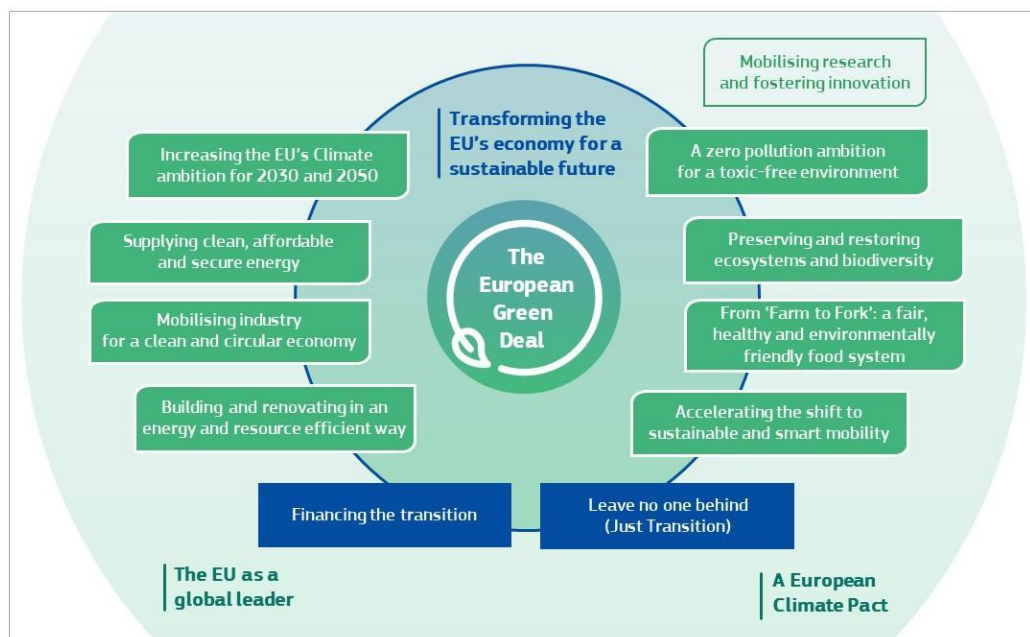 Mobilising research
and fostering innovation
Transforming the
EU's economy for a
sustainable future
Increasing the EU's Climate
ambition for 2030 and 2050
A zero pollution ambition
for a toxic-free environment
Supplying clean, affordable
and secure energy
Preserving and restoring
ecosystems and biodiversity
The
European
Green
Deal
Mobilising industry
for a clean and circular economy
From ‘Farm to Fork’: a fair,
healthy and environmentally
friendly food system
Building and renovating in an
energy and resource efficient way
Accelerating the shift to
sustainable and smart mobility
Financing the transition
Leave no one behind
(Just Transition)
The EU as a
global leader
A European
Climate Pact